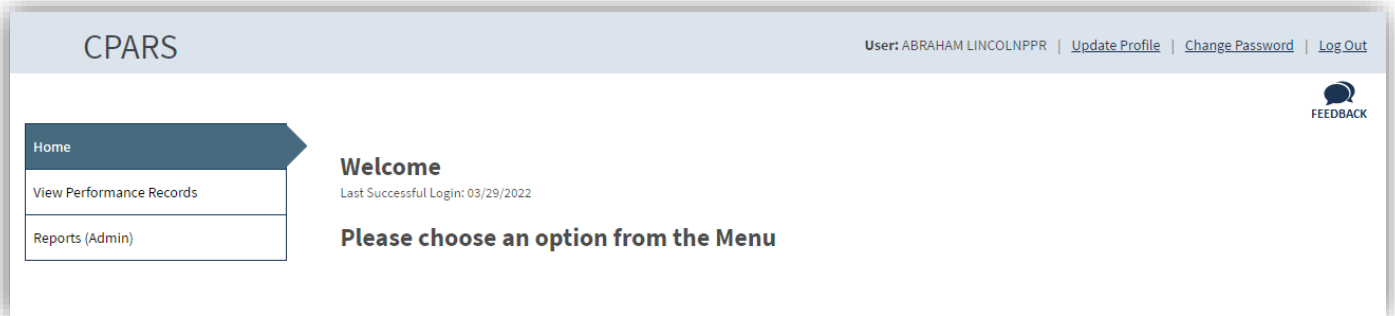 CPARS
User: ABRAHAM LINCOLNPPR | Update Profile | Change Password | Log Out
FEEDBACK
Home
View Performance Records
Reports (Admin)
Welcome
Last Successful Login: 03/29/2022
Please choose an option from the Menu